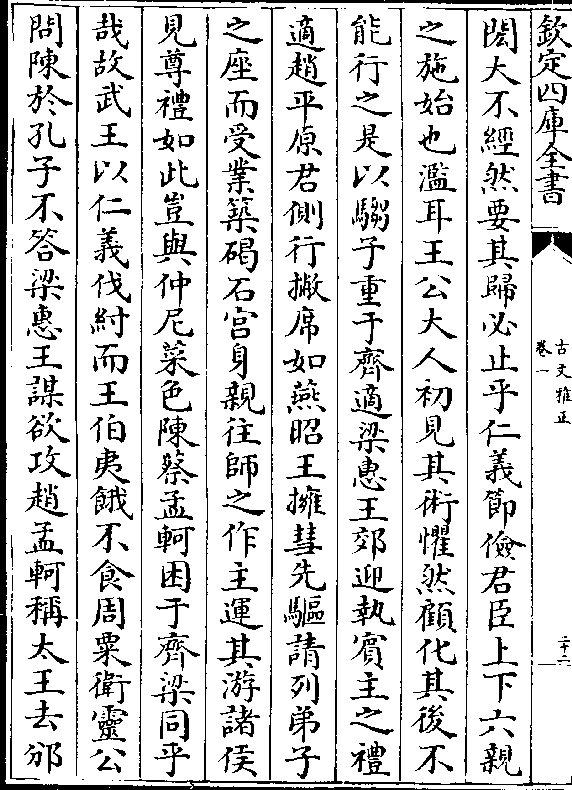 欽定四庫全書
古文雅正
卷一
二十二
閎大不經然要其歸必止乎仁義節儉君臣上下六親
之施始也濫耳王公大人初見其術懼然顧化其後不
能行之是以騶子重于齊適梁惠王郊迎執賓主之禮
適趙平原君側行撇席如燕昭王擁彗先驅請列弟子
之座而受業築碣石宫身親往師之作主運其游諸侯
見尊禮如此豈與仲尼菜色陳蔡孟軻困于齊梁同乎
哉故武王以仁義伐紂而王伯夷餓不食周粟衛靈公
問陳於孔子不答梁惠王謀欲攻趙孟軻稱太王去邠